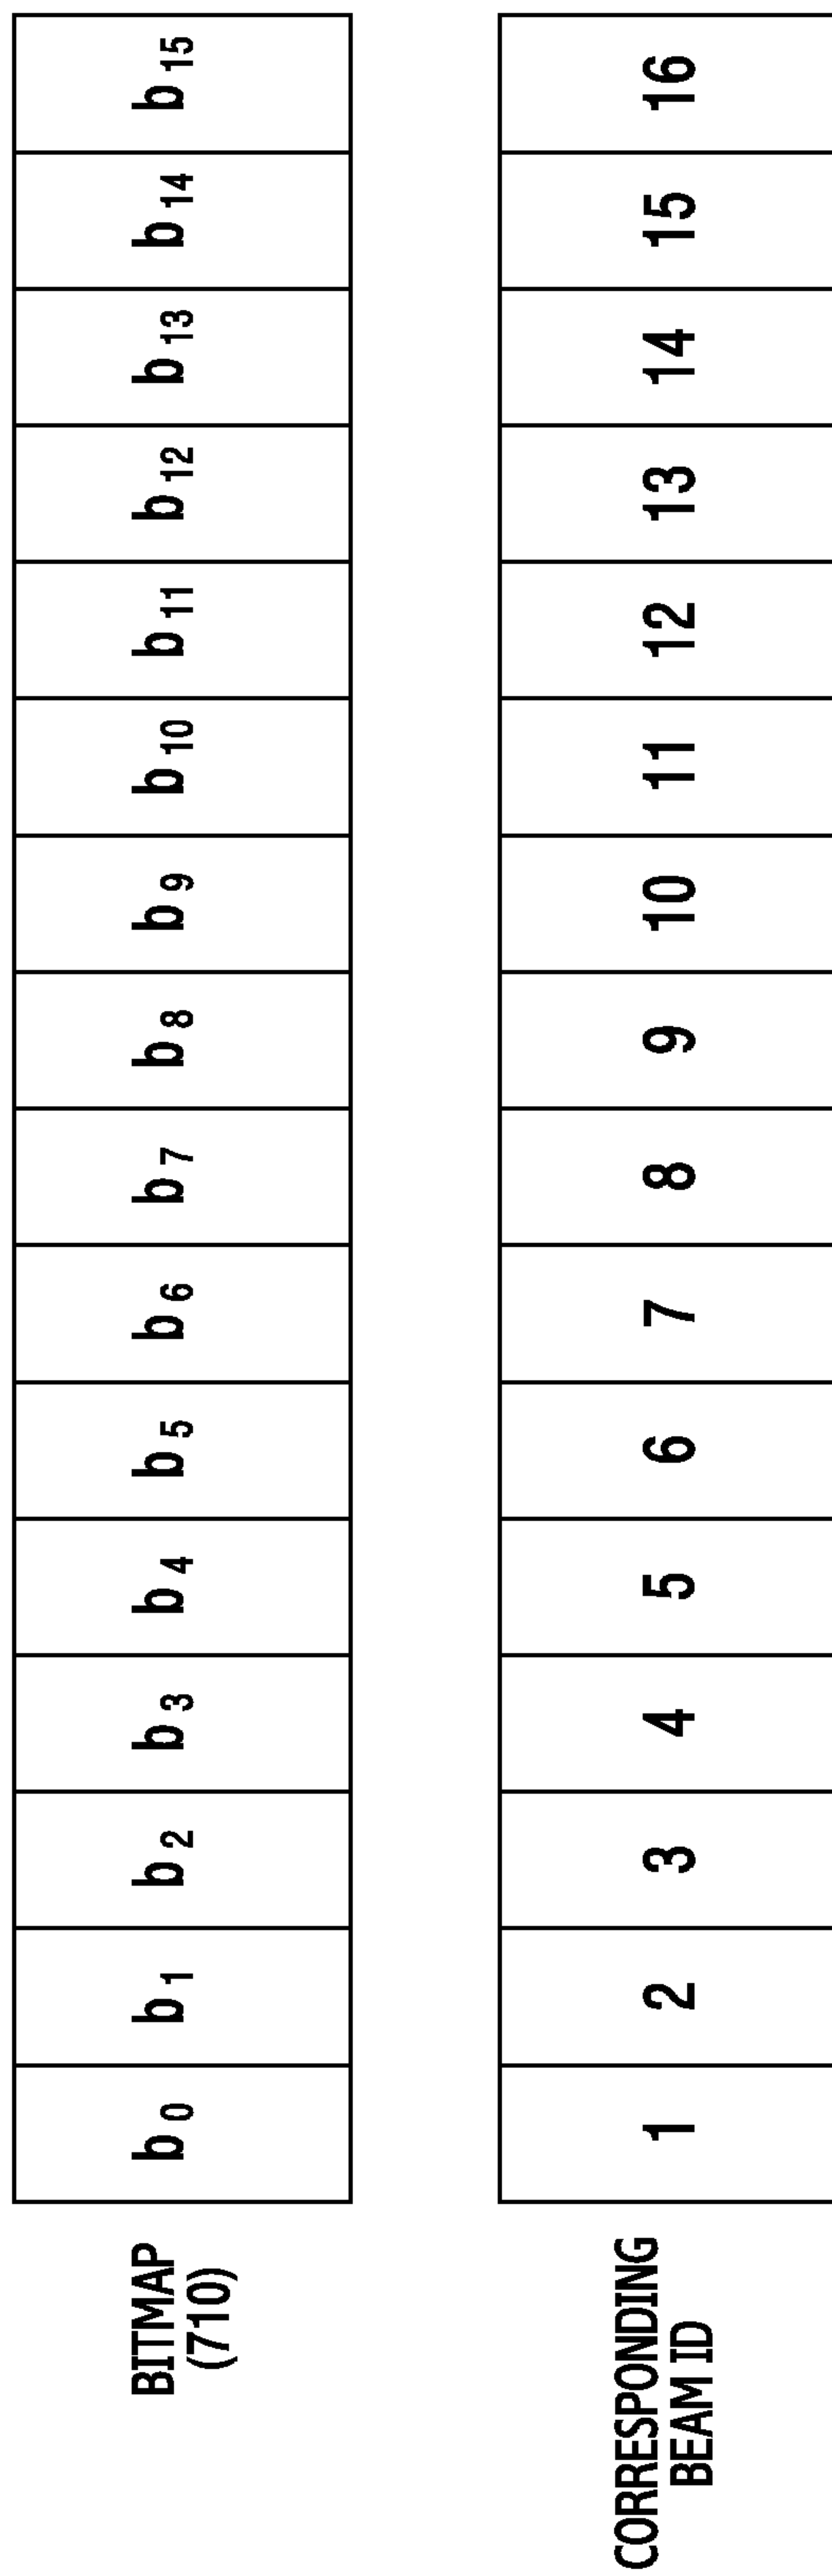 BITMAP
(710)
b0 b1 b2 b3 b4 b5 b6 b7 b8 b9 b10 b11 b12 b13 b14 b15
CORRESPONDING
BEAM ID
1 2 3 4 5 6 7 8 9 10 11 12 13 14 15 16